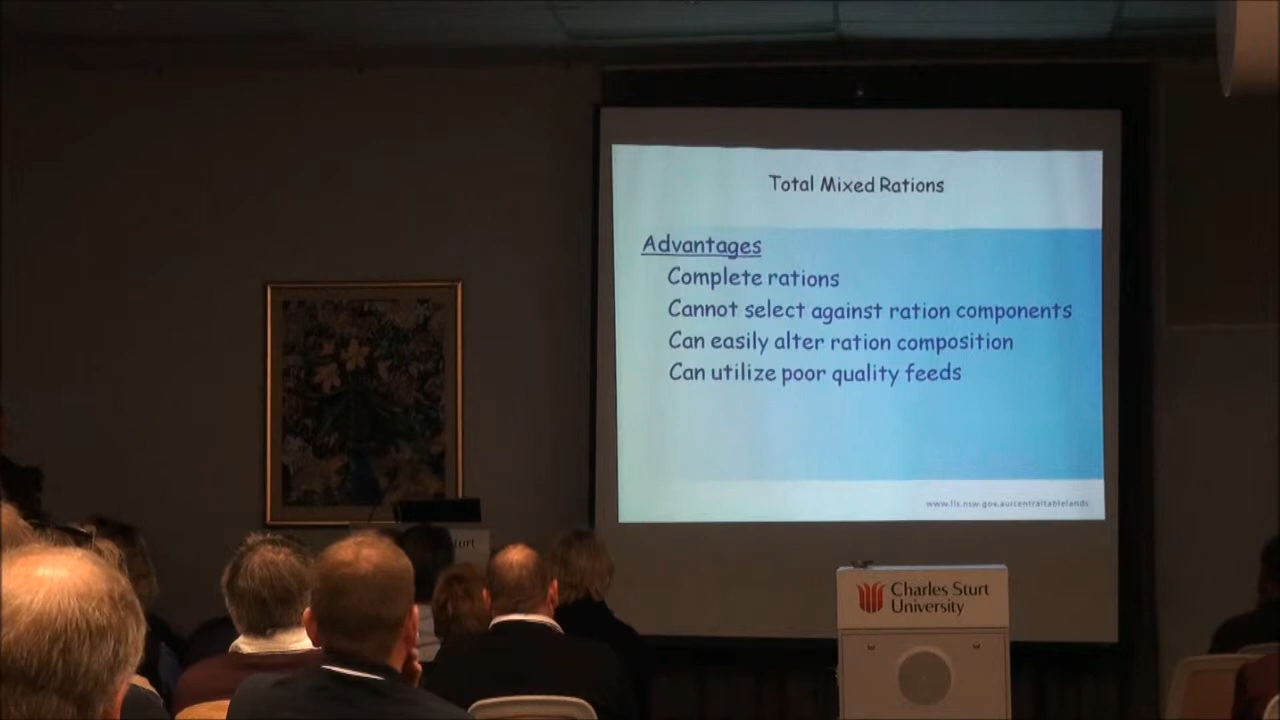 Total Mixed Rations
Advantages
Complete rations
Cannot select against ration components
Can easily alter ration composition
Can utilize poor quality feeds
www.lls.nsw.gov.au/centraltablelands
Charles Sturt
University